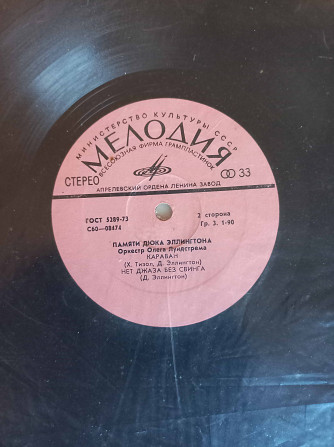 МИНИСТЕРСТВО КУЛЬТУРЫ СССР
МЕЛОДИЯ
ВСЕСОЮЗНАЯ ФИРМА ГРАМПЛАСТИНОК
СТЕРЕО
33
АПРЕЛЕВСКИЙ ОРДЕНА ЛЕНИНА ЗАВОД
ГОСТ 5289-73
С60—08474
2 сторона
Гр. 3. 1-90
ПАМЯТИ ДЮКА ЭЛЛИНГТОНА
Оркестр Олега Лундстрема
КАРАВАН
(Х. Тизол, Д. Эллингтон)
НЕТ ДЖАЗА БЕЗ СВИНГА
(Д. Эллингтон)